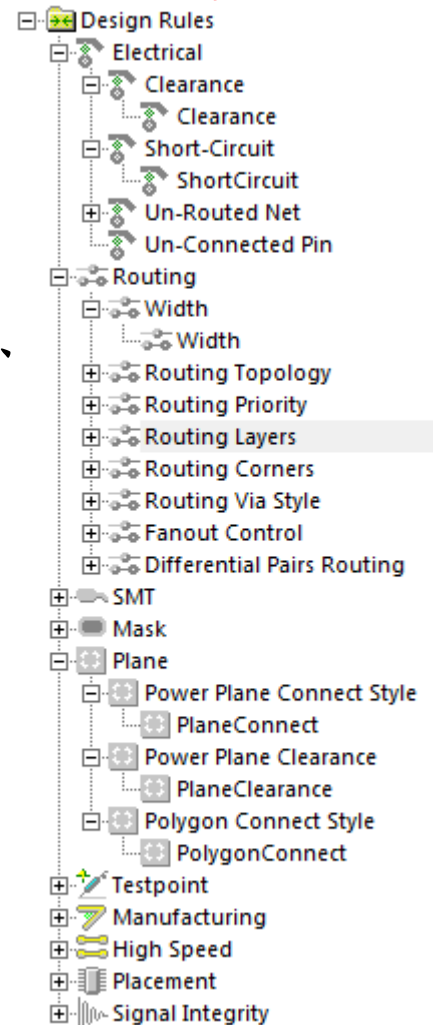 Design Rules
Electrical
Clearance
Clearance
Short-Circuit
ShortCircuit
Un-Routed Net
Un-Connected Pin
Routing
Width
Width
Routing Topology
Routing Priority
Routing Layers
Routing Corners
Routing Via Style
Fanout Control
Differential Pairs Routing
SMT
Mask
Plane
Power Plane Connect Style
PlaneConnect
Power Plane Clearance
PlaneClearance
Polygon Connect Style
PolygonConnect
Testpoint
Manufacturing
High Speed
Placement
Signal Integrity